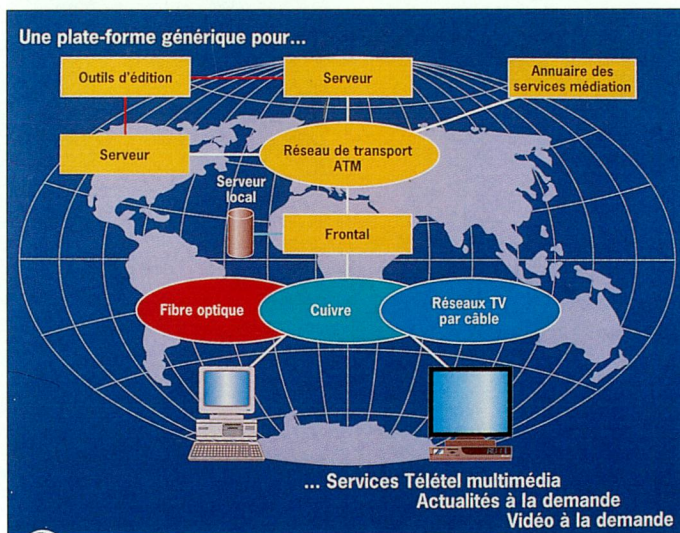 Une plate-forme générique pour...
Outils d'édition
Serveur
Annuaire des
services médiation
Serveur
Réseau de transport
ATM
Serveur
local
Frontal
Fibre optique
Cuivre
Réseaux TV
par câble
... Services Télétel multimédia
Actualités à la demande
Vidéo à la demande